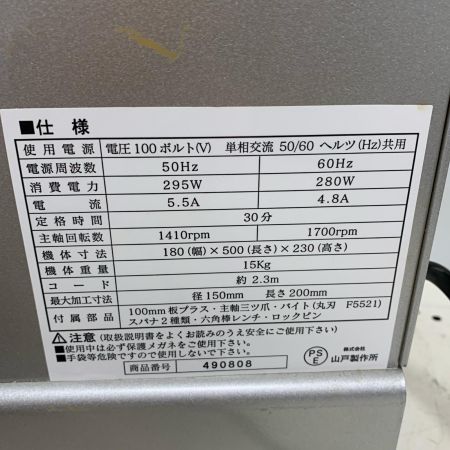 ■仕様
使用電源 電圧100ボルト(V) 単相交流 50/60 ヘルツ(Hz)共用
電源周波数 50Hz 60Hz
消費電力 295W 280W
電流 5.5A 4.8A
定格時間 30分
主軸回転数 1410rpm 1700rpm
機体寸法 180(幅)×500(長さ)×230(高さ)
機体重量 15Kg
コード 約2.3m
最大加工寸法 径150mm 長さ200mm
付属部品 100mm板プラス・主軸三ツ爪・バイト(丸刃 F5521)
スパナ2種類・六角棒レンチ・ロックピン
⚠注意 (取扱説明書をよくお読みのうえ安全にご使用下さい)
■使用中は必ず保護メガネをご使用下さい。
■手袋等危険ですので使用しないで下さい。
商品番号 490808
PSE 株式会社 山戸製作所